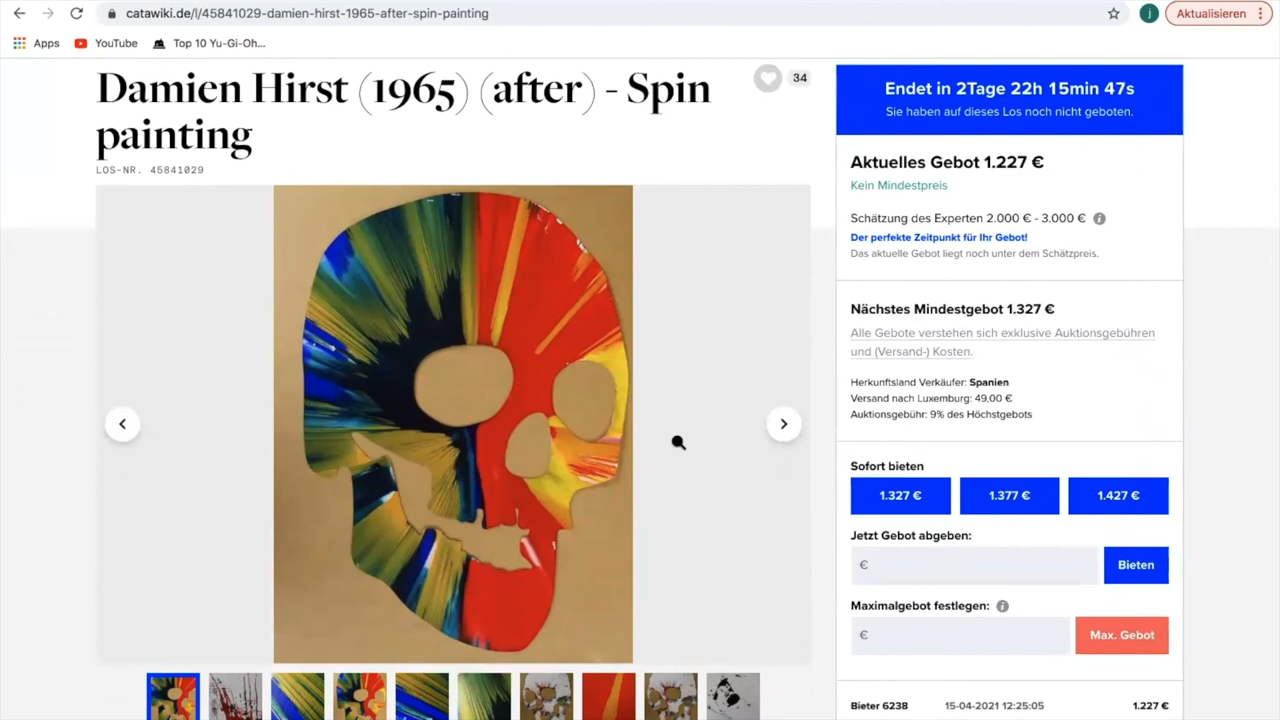 catawiki.de/l/45841029-damien-hirst-1965-after-spin-painting
j
Aktualisieren
Apps
YouTube
Top 10 Yu-Gi-Oh...
Damien Hirst (1965) (after) - Spin
painting
34
LOS-NR. 45841029
Endet in 2Tage 22h 15min 47s
Sie haben auf dieses Los noch nicht geboten.
Aktuelles Gebot 1.227 €
Kein Mindestpreis
Schätzung des Experten 2.000 € - 3.000 €
Der perfekte Zeitpunkt für Ihr Gebot!
Das aktuelle Gebot liegt noch unter dem Schätzpreis.
Nächstes Mindestgebot 1.327 €
Alle Gebote verstehen sich exklusive Auktionsgebühren
und (Versand-) Kosten.
Herkunftsland Verkäufer: Spanien
Versand nach Luxemburg: 49,00 €
Auktionsgebühr: 9% des Höchstgebots
Sofort bieten
1.327 € 1.377 € 1.427 €
Jetzt Gebot abgeben:
€ Bieten
Maximalgebot festlegen:
€ Max. Gebot
Bieter 6238 15-04-2021 12:25:05 1.227 €